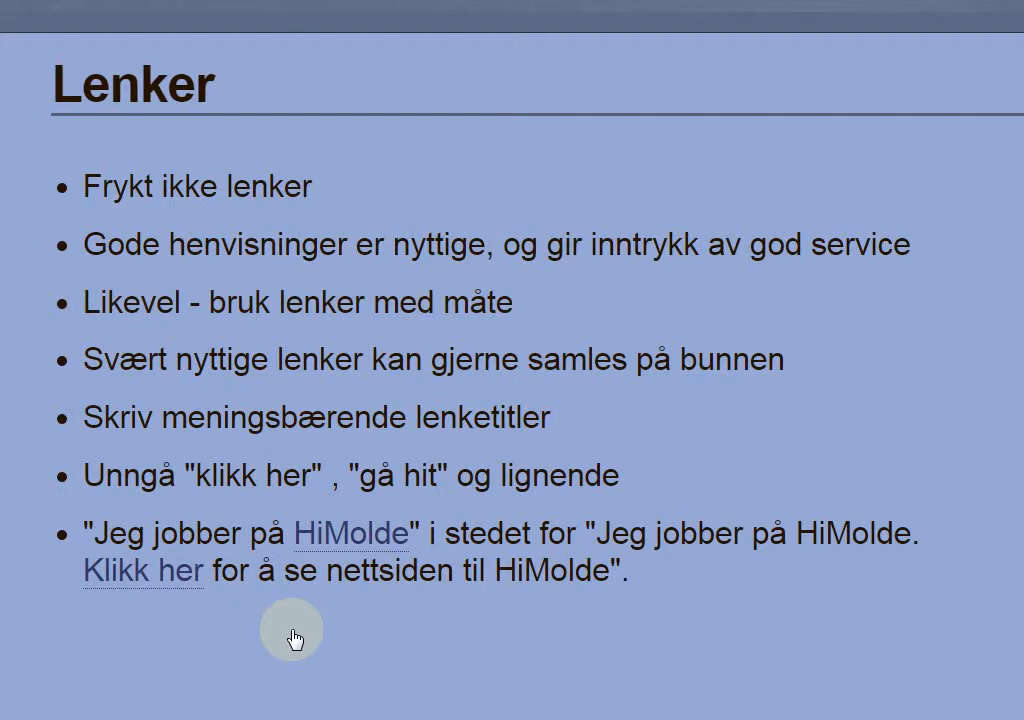 Lenker
Frykt ikke lenker
Gode henvisninger er nyttige, og gir inntrykk av god service
Likevel - bruk lenker med måte
Svært nyttige lenker kan gjerne samles på bunnen
Skriv meningsbærende lenketitler
Unngå "klikk her" , "gå hit" og lignende
"Jeg jobber på HiMolde" i stedet for "Jeg jobber på HiMolde.
Klikk her for å se nettsiden til HiMolde".